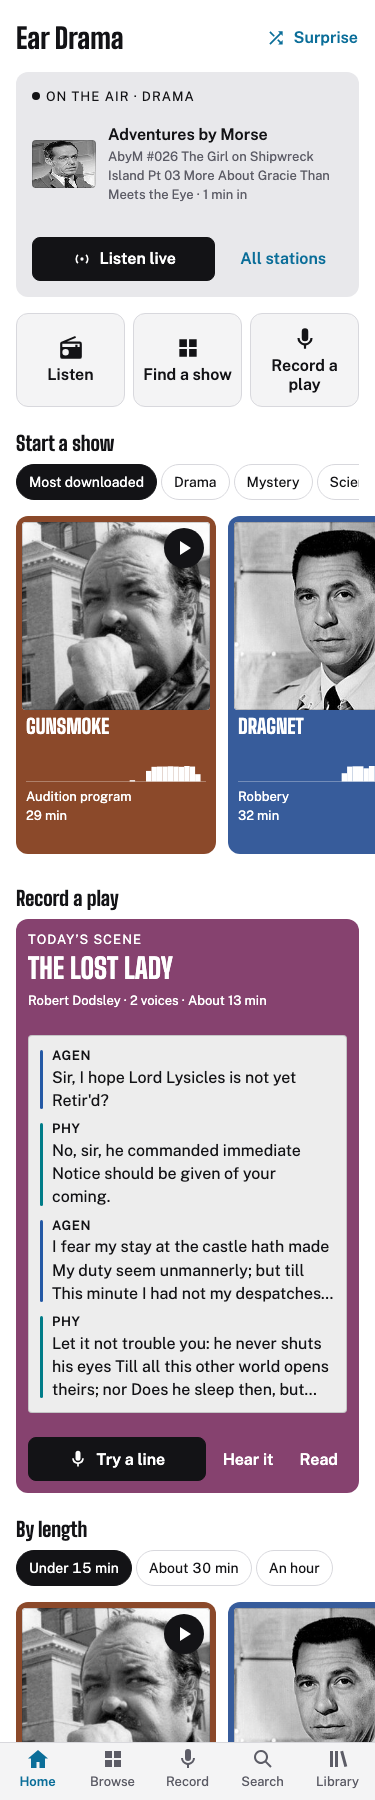 Ear Drama
Surprise
ON THE AIR · DRAMA
Adventures by Morse
AbyM #026 The Girl on Shipwreck
Island Pt 03 More About Gracie Than
Meets the Eye · 1 min in
Listen live
All stations
Listen
Find a show
Record a
play
Start a show
Most downloaded
Drama
Mystery
Scie
GUNSMOKE
Audition program
29 min
DRAGNET
Robbery
32 min
Record a play
TODAY'S SCENE
THE LOST LADY
Robert Dodsley · 2 voices · About 13 min
AGEN
Sir, I hope Lord Lysicles is not yet
Retir'd?
PHY
No, sir, he commanded immediate
Notice should be given of your
coming.
AGEN
I fear my stay at the castle hath made
My duty seem unmannerly; but till
This minute I had not my despatches...
PHY
Let it not trouble you: he never shuts
his eyes Till all this other world opens
theirs; nor Does he sleep then, but...
Try a line
Hear it
Read
By length
Under 15 min
About 30 min
An hour
Home
Browse
Record
Search
Library